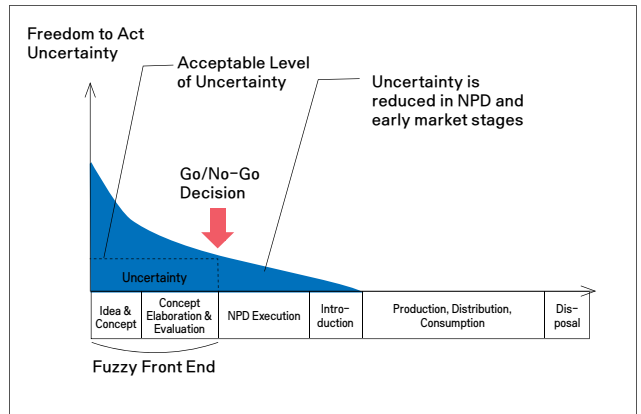 Freedom to Act
Uncertainty
Acceptable Level
of Uncertainty
Uncertainty is
reduced in NPD and
early market stages
Go/No-Go
Decision
Uncertainty
Idea &
Concept
Concept
Elaboration &
Evaluation
NPD Execution
Intro-
duction
Production, Distribution,
Consumption
Dis-
posal
Fuzzy Front End